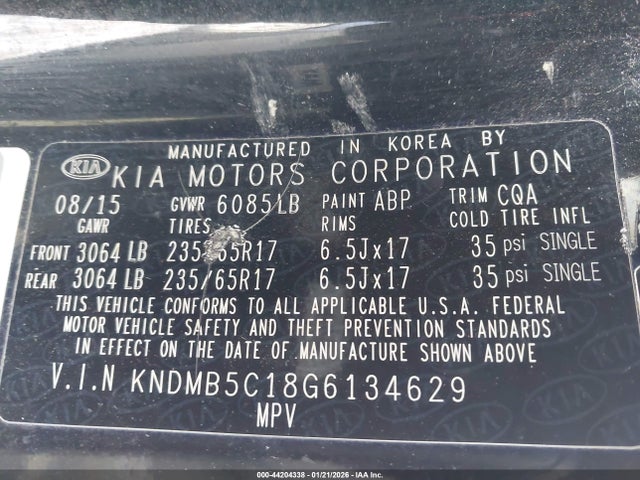 MANUFACTURED IN KOREA BY
KIA KIA MOTORS CORPORATION
08/15 GVWR 6085LB PAINT ABP TRIM CQA
GAWR TIRES RIMS COLD TIRE INFL
FRONT 3064 LB 235/65R17 6.5Jx17 35 psi SINGLE
REAR 3064 LB 235/65R17 6.5Jx17 35 psi SINGLE
THIS VEHICLE CONFORMS TO ALL APPLICABLE U.S.A. FEDERAL
MOTOR VEHICLE SAFETY AND THEFT PREVENTION STANDARDS
IN EFFECT ON THE DATE OF MANUFACTURE SHOWN ABOVE
V.I.N KNDMB5C18G6134629
MPV
000-44204338 - 01/21/2026 - IAA Inc.